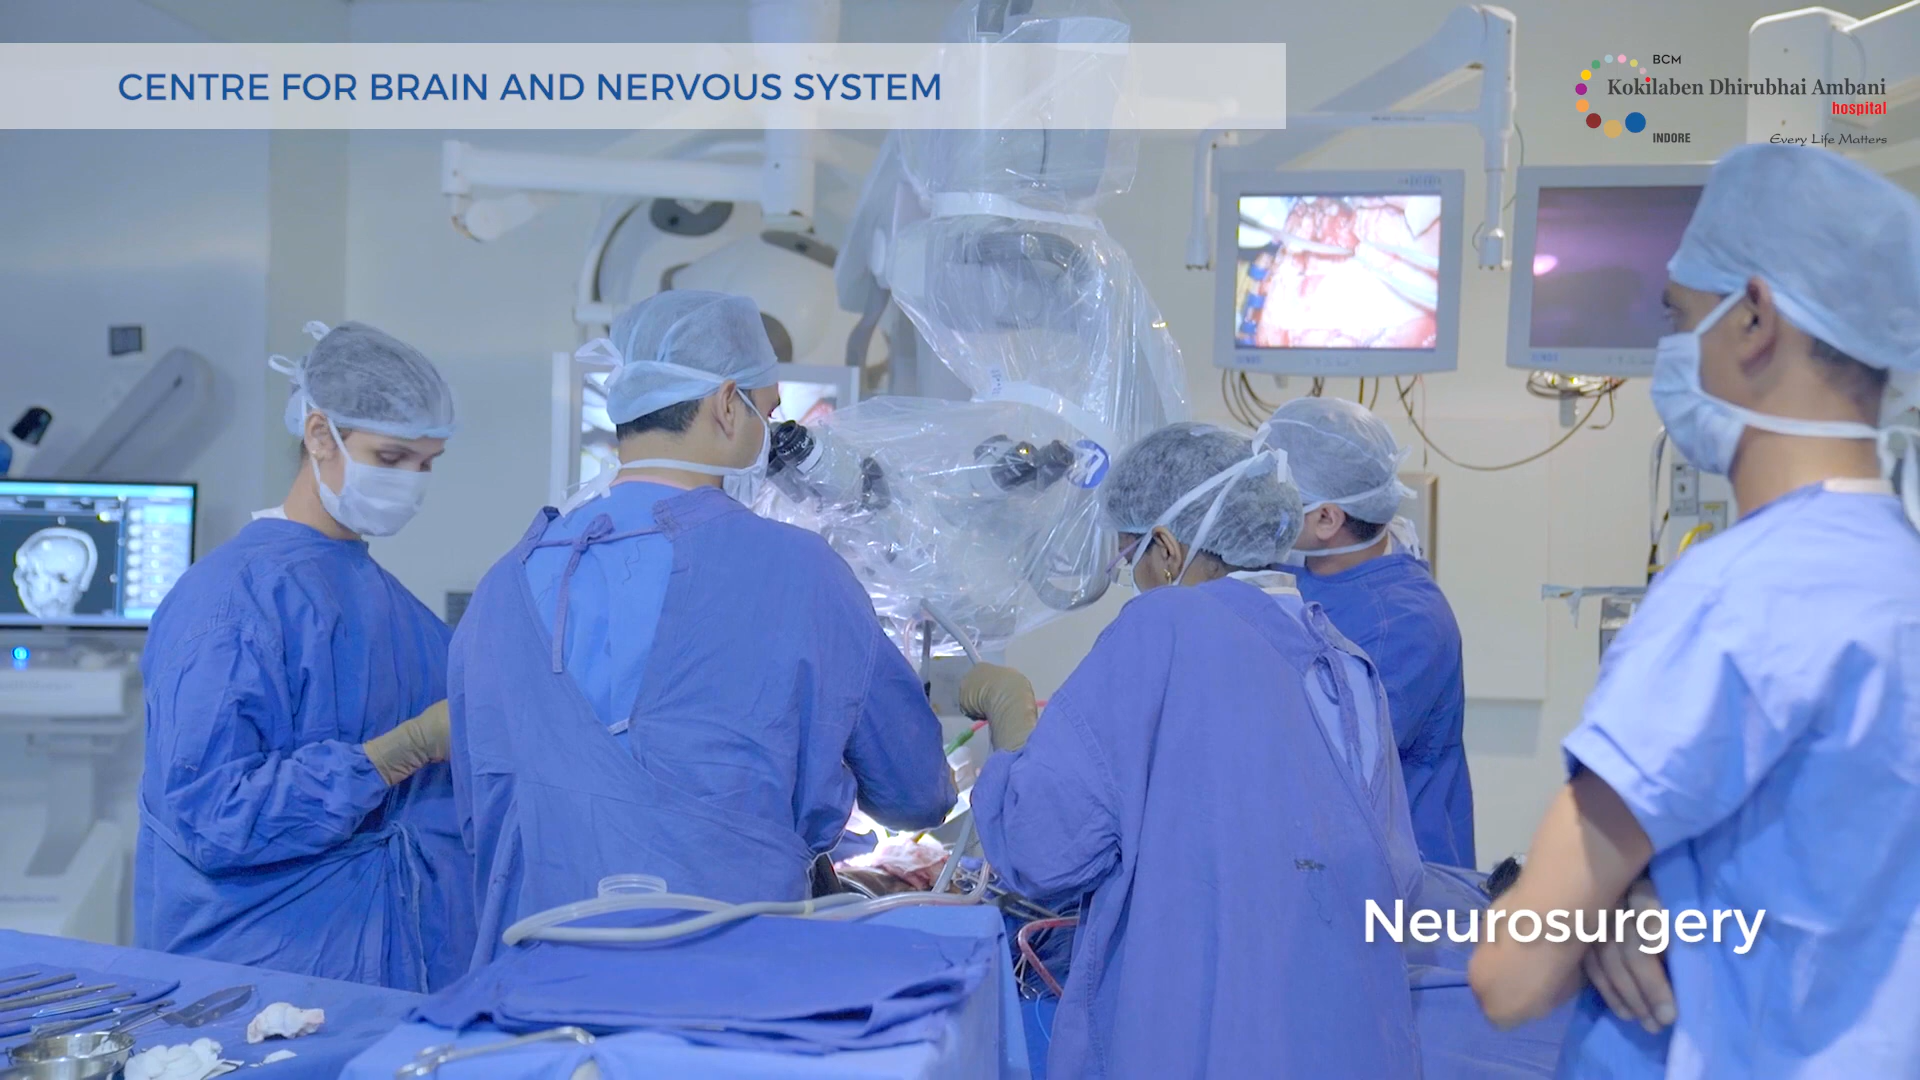 CENTRE FOR BRAIN AND NERVOUS SYSTEM
BCM
Kokilaben Dhirubhai Ambani
hospital
INDORE
Every Life Matters
Neurosurgery